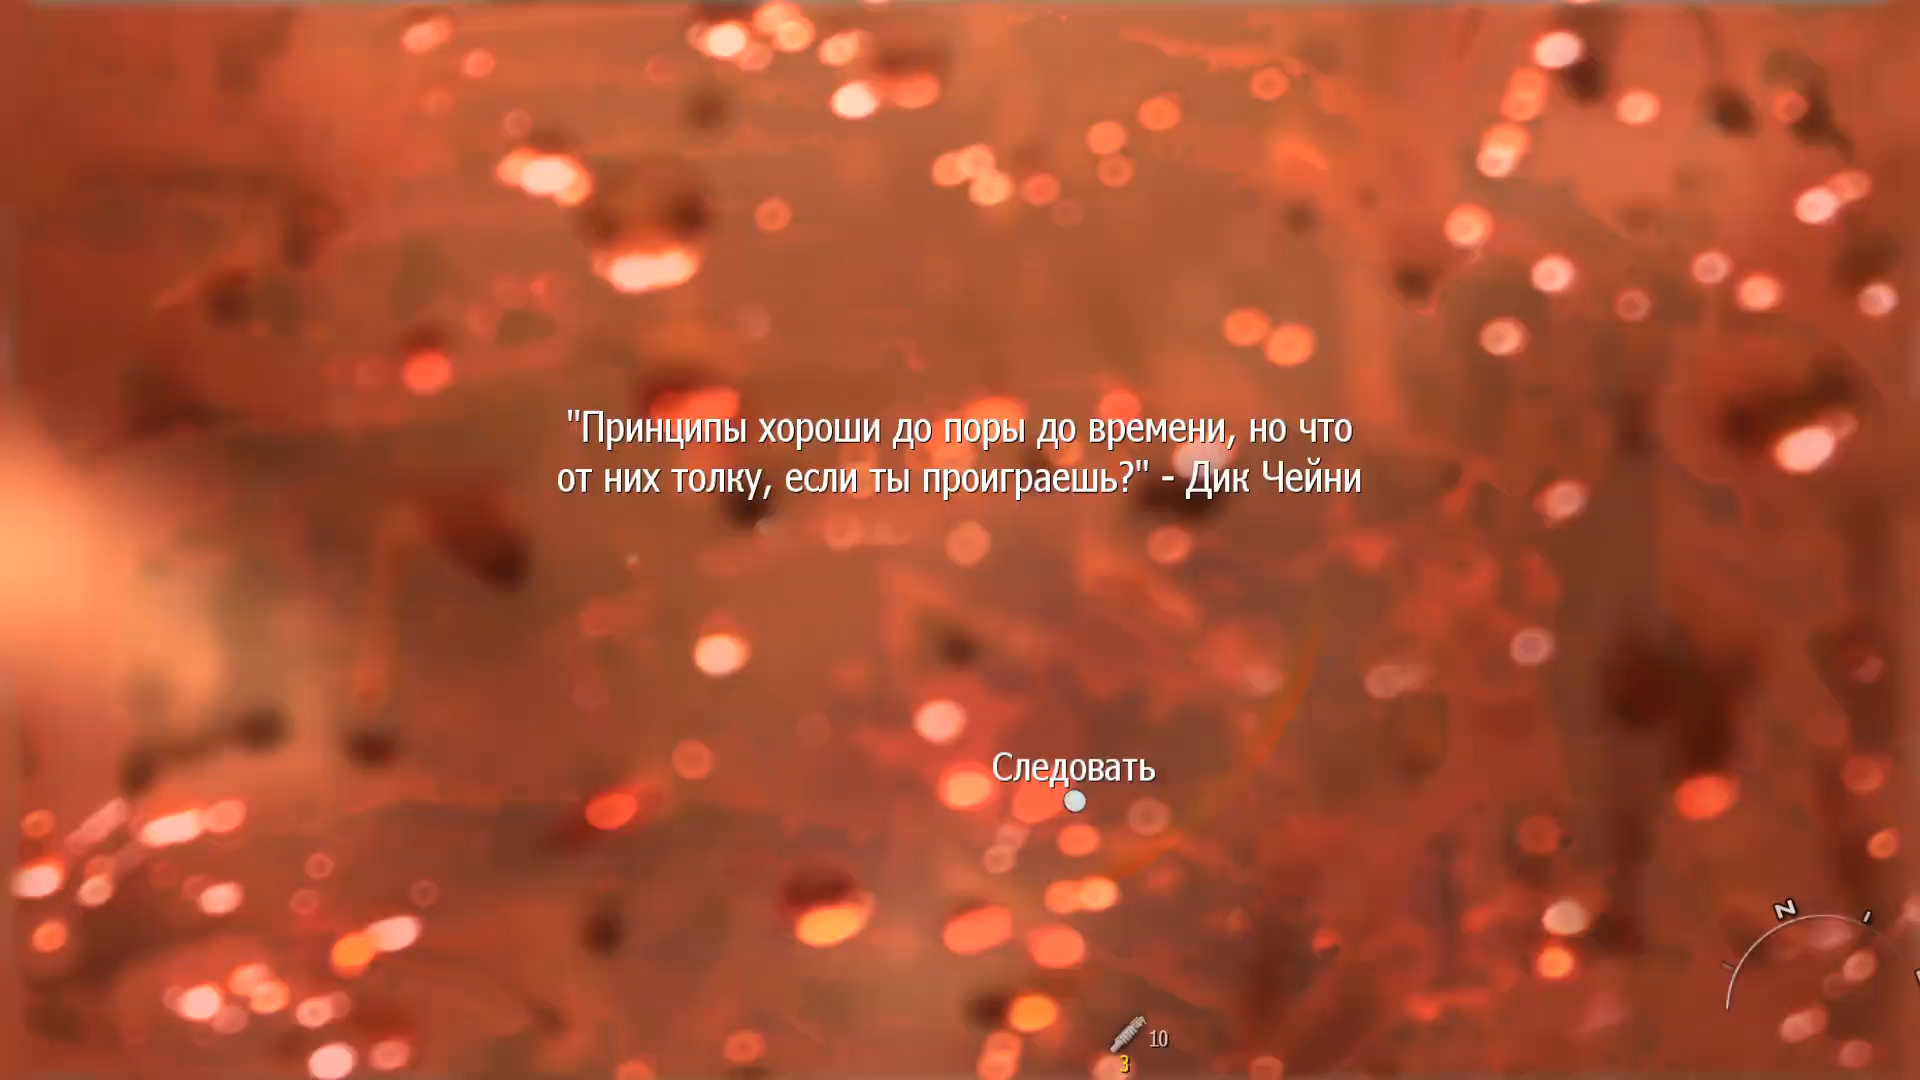 "Принципы хороши до поры до времени, но что
от них толку, если ты проиграешь?" - Дик Чейни
Следовать
N
10
3